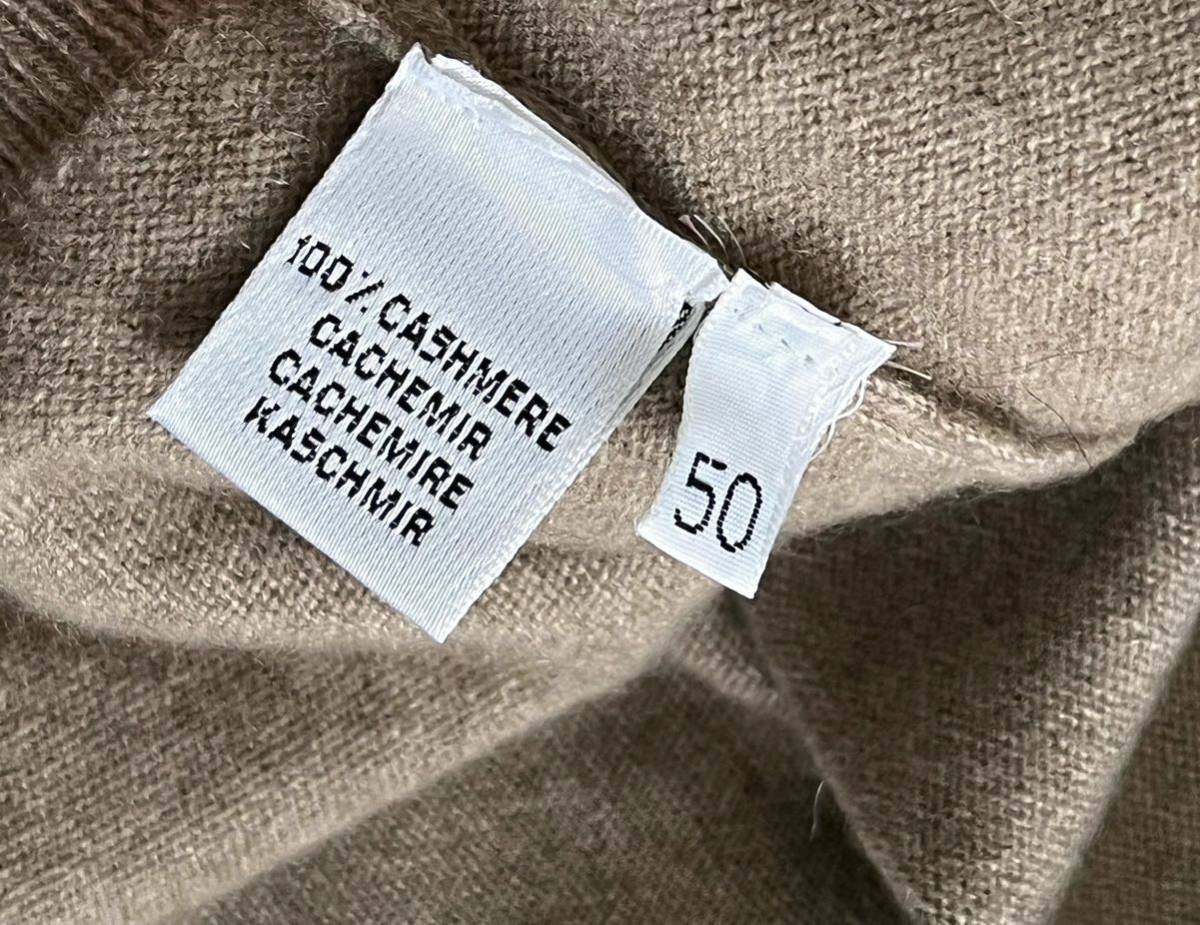 100% CASHMERE
CACHEMIR
CACHEMIRE
KASCHMIR
50